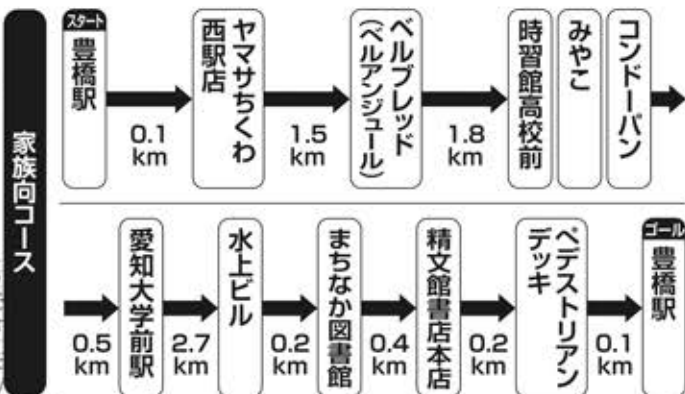 家族向コース
スタート
豊橋駅
0.1
km
ヤマサちくわ
西駅店
1.5
km
ベルブレッド
(ベルアンジュール)
1.8
km
時習館高校前
みやこ
コンドーパン
0.5
km
愛知大学前駅
2.7
km
水上ビル
0.2
km
まちなか図書館
0.4
km
精文館書店本店
0.2
km
ペデストリアン
デッキ
0.1
km
ゴール
豊橋駅